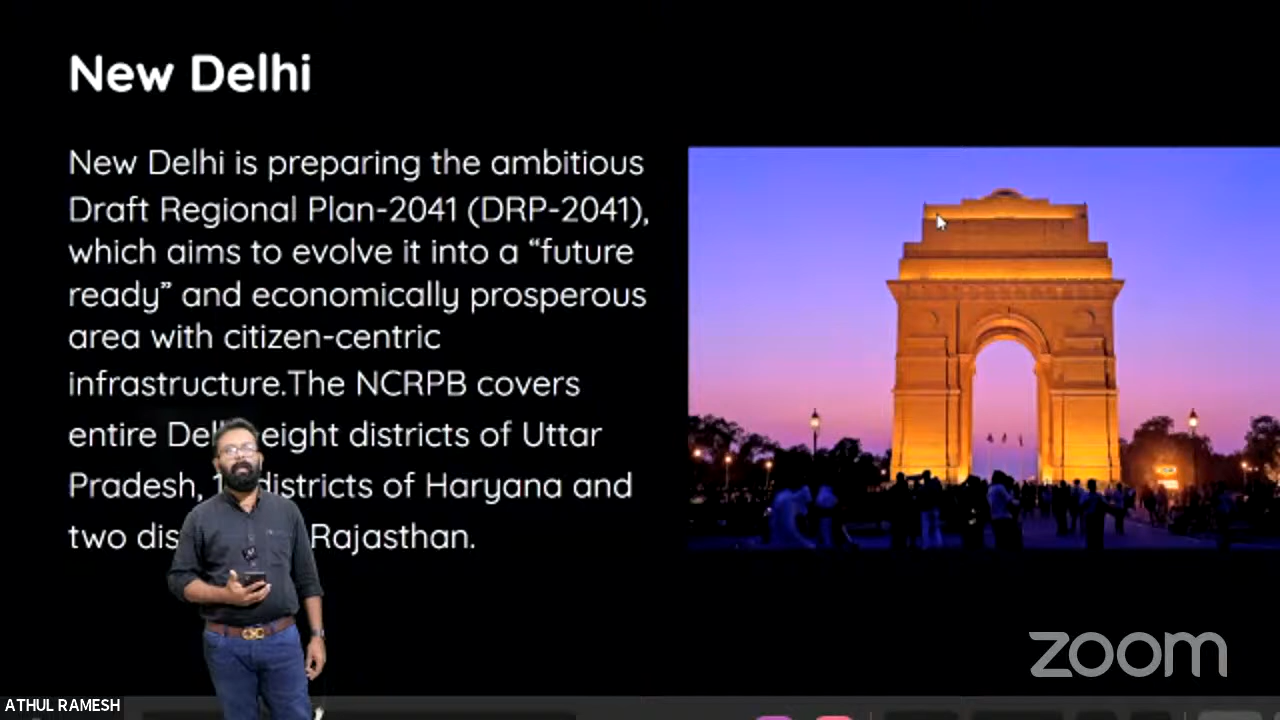 New Delhi
New Delhi is preparing the ambitious
Draft Regional Plan-2041 (DRP-2041),
which aims to evolve it into a “future
ready” and economically prosperous
area with citizen-centric
infrastructure.The NCRPB covers
entire eight districts of Uttar
Pradesh, districts of Haryana and
two Rajasthan.
zoom
ATHUL RAMESH